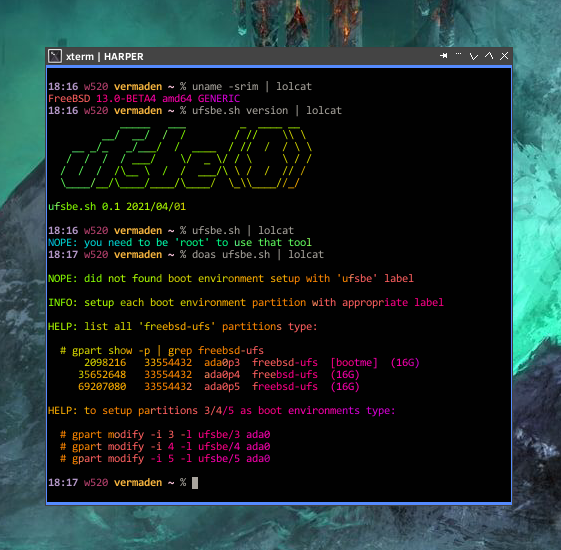 xterm | HARPER
18:16 w520 vermaden ~ % uname -srim | lolcat
FreeBSD 13.0-BETA4 amd64 GENERIC
18:16 w520 vermaden ~ % ufsbe.sh version | lolcat
ufsbe.sh 0.1 2021/04/01
18:16 w520 vermaden ~ % ufsbe.sh | lolcat
NOPE: you need to be 'root' to use that tool
18:17 w520 vermaden ~ % doas ufsbe.sh | lolcat
NOPE: did not found boot environment setup with 'ufsbe' label
INFO: setup each boot environment partition with appropriate label
HELP: list all 'freebsd-ufs' partitions type:
# gpart show -p | grep freebsd-ufs
2098216 33554432 ada0p3 freebsd-ufs [bootme] (16G)
35652648 33554432 ada0p4 freebsd-ufs (16G)
69207080 33554432 ada0p5 freebsd-ufs (16G)
HELP: to setup partitions 3/4/5 as boot environments type:
# gpart modify -i 3 -l ufsbe/3 ada0
# gpart modify -i 4 -l ufsbe/4 ada0
# gpart modify -i 5 -l ufsbe/5 ada0
18:17 w520 vermaden ~ %